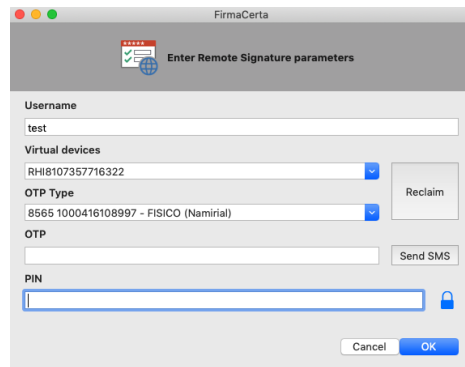 FirmaCerta
Enter Remote Signature parameters
Username
test
Virtual devices
RHI8107357716322
OTP Type
8565 1000416108997 - FISICO (Namirial)
Reclaim
OTP
Send SMS
PIN
Cancel
OK